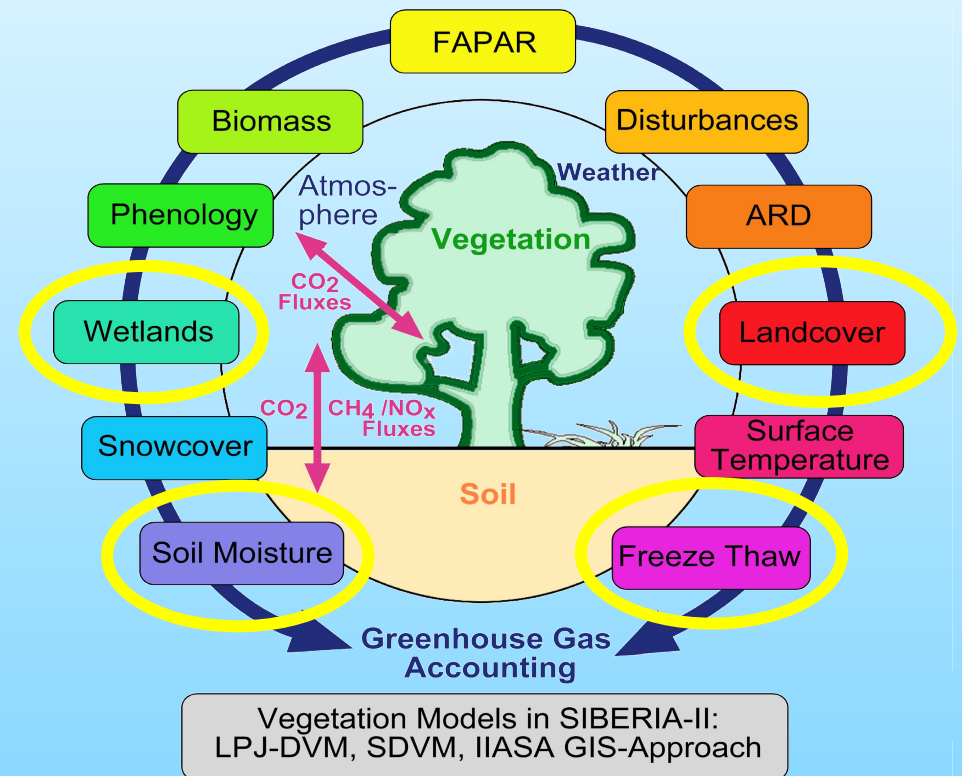 FAPAR
Biomass
Disturbances
Phenology
Atmos-
phere
Weather
ARD
Vegetation
CO2
Fluxes
Wetlands
Landcover
CO2
CH4 /NOx
Fluxes
Snowcover
Surface
Temperature
Soil
Soil Moisture
Freeze Thaw
Greenhouse Gas
Accounting
Vegetation Models in SIBERIA-II:
LPJ-DVM, SDVM, IIASA GIS-Approach